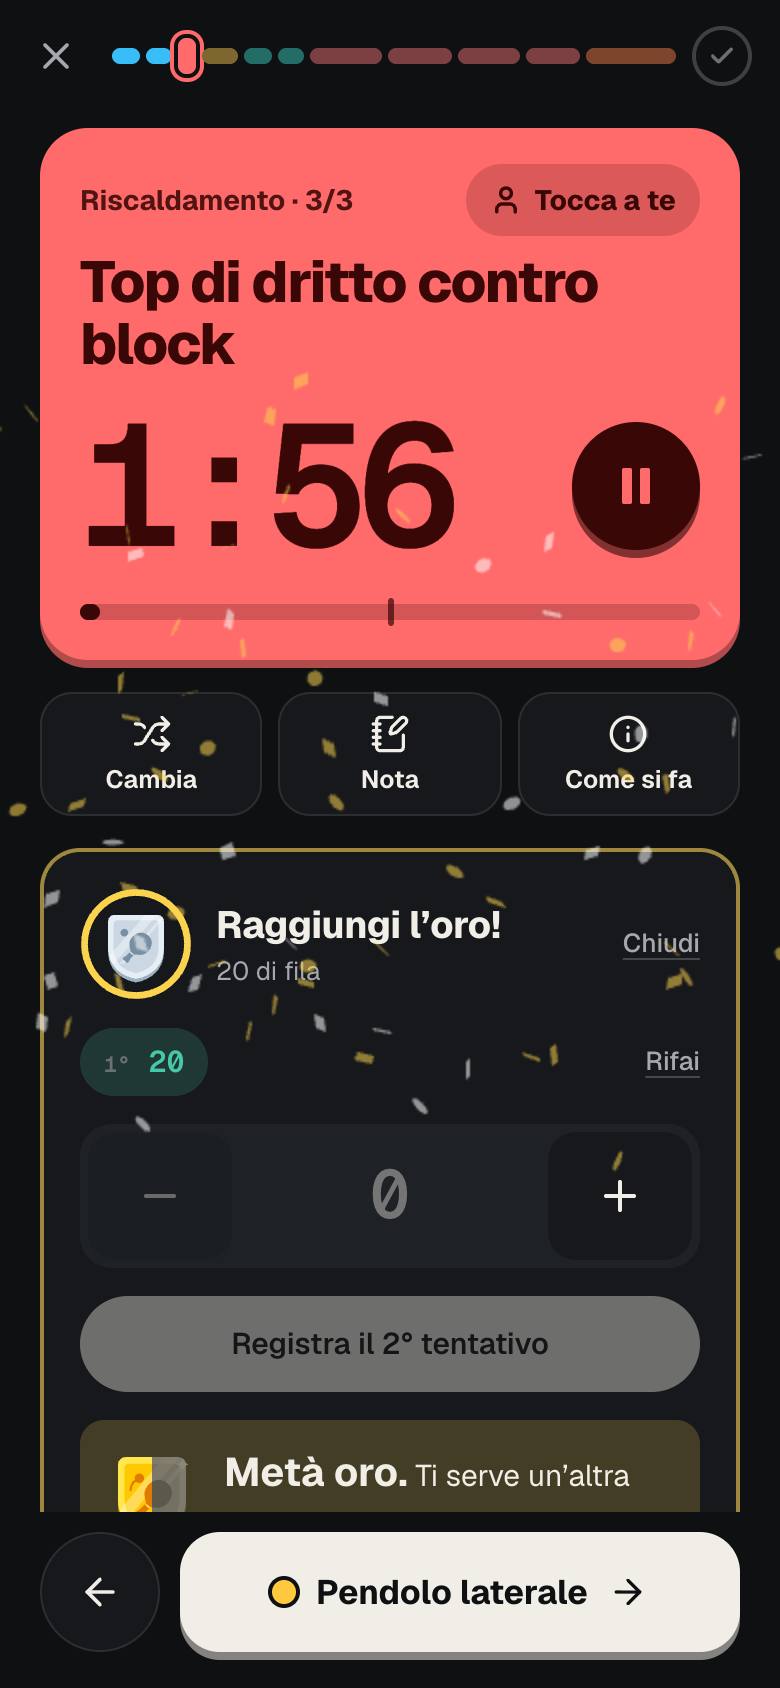 Riscaldamento · 3/3
Tocca a te
Top di dritto contro
block
1:56
Cambia
Nota
Come si fa
Raggiungi l’oro!
20 di fila
Chiudi
1° 20
Rifai
0
Registra il 2° tentativo
Metà oro. Ti serve un’altra
Pendolo laterale